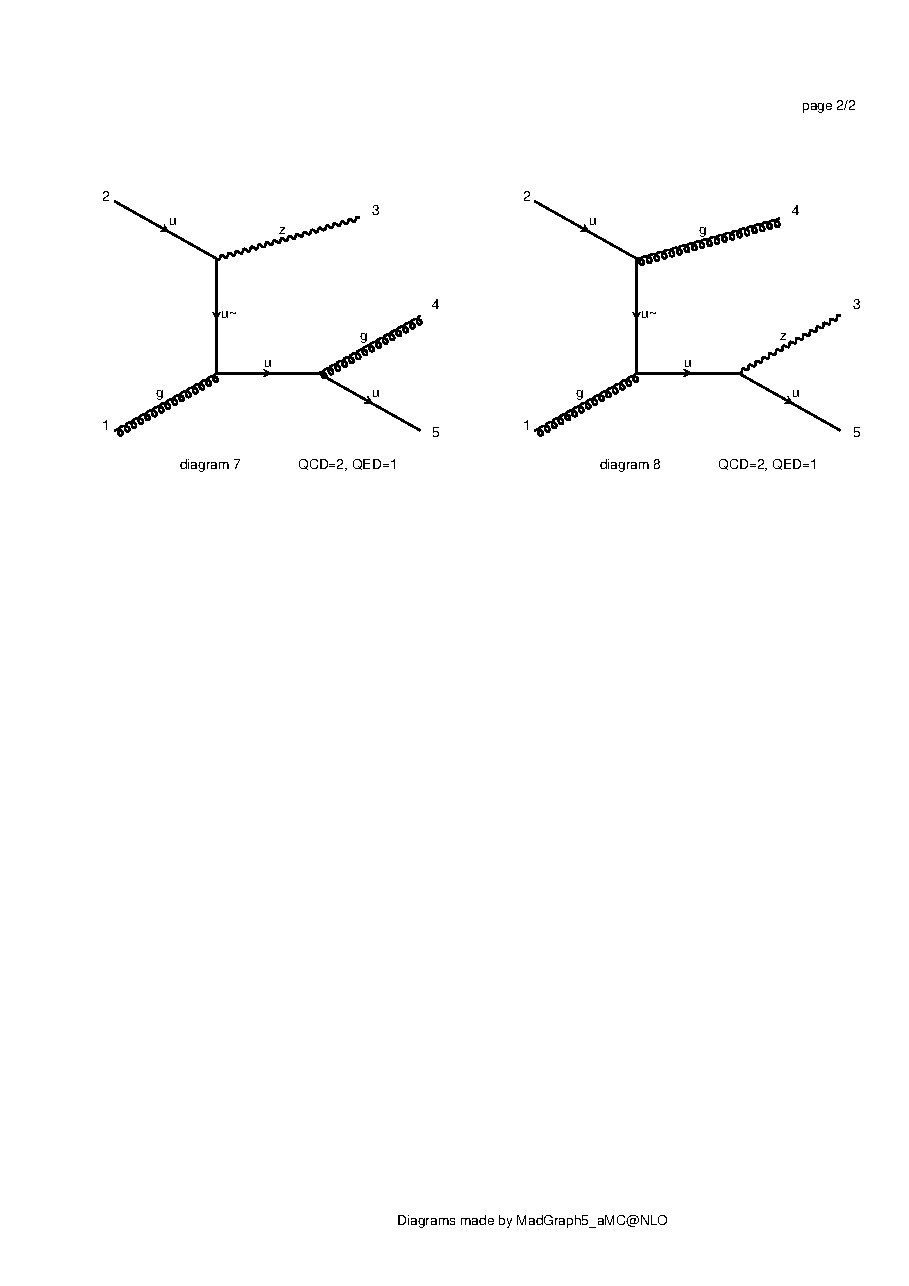 page 2/2
2
u
z
3
u~
g
4
g
u
u
1
5
diagram 7 QCD=2, QED=1
2
u
g
4
u~
z
3
g
u
u
1
5
diagram 8 QCD=2, QED=1
Diagrams made by MadGraph5_aMC@NLO